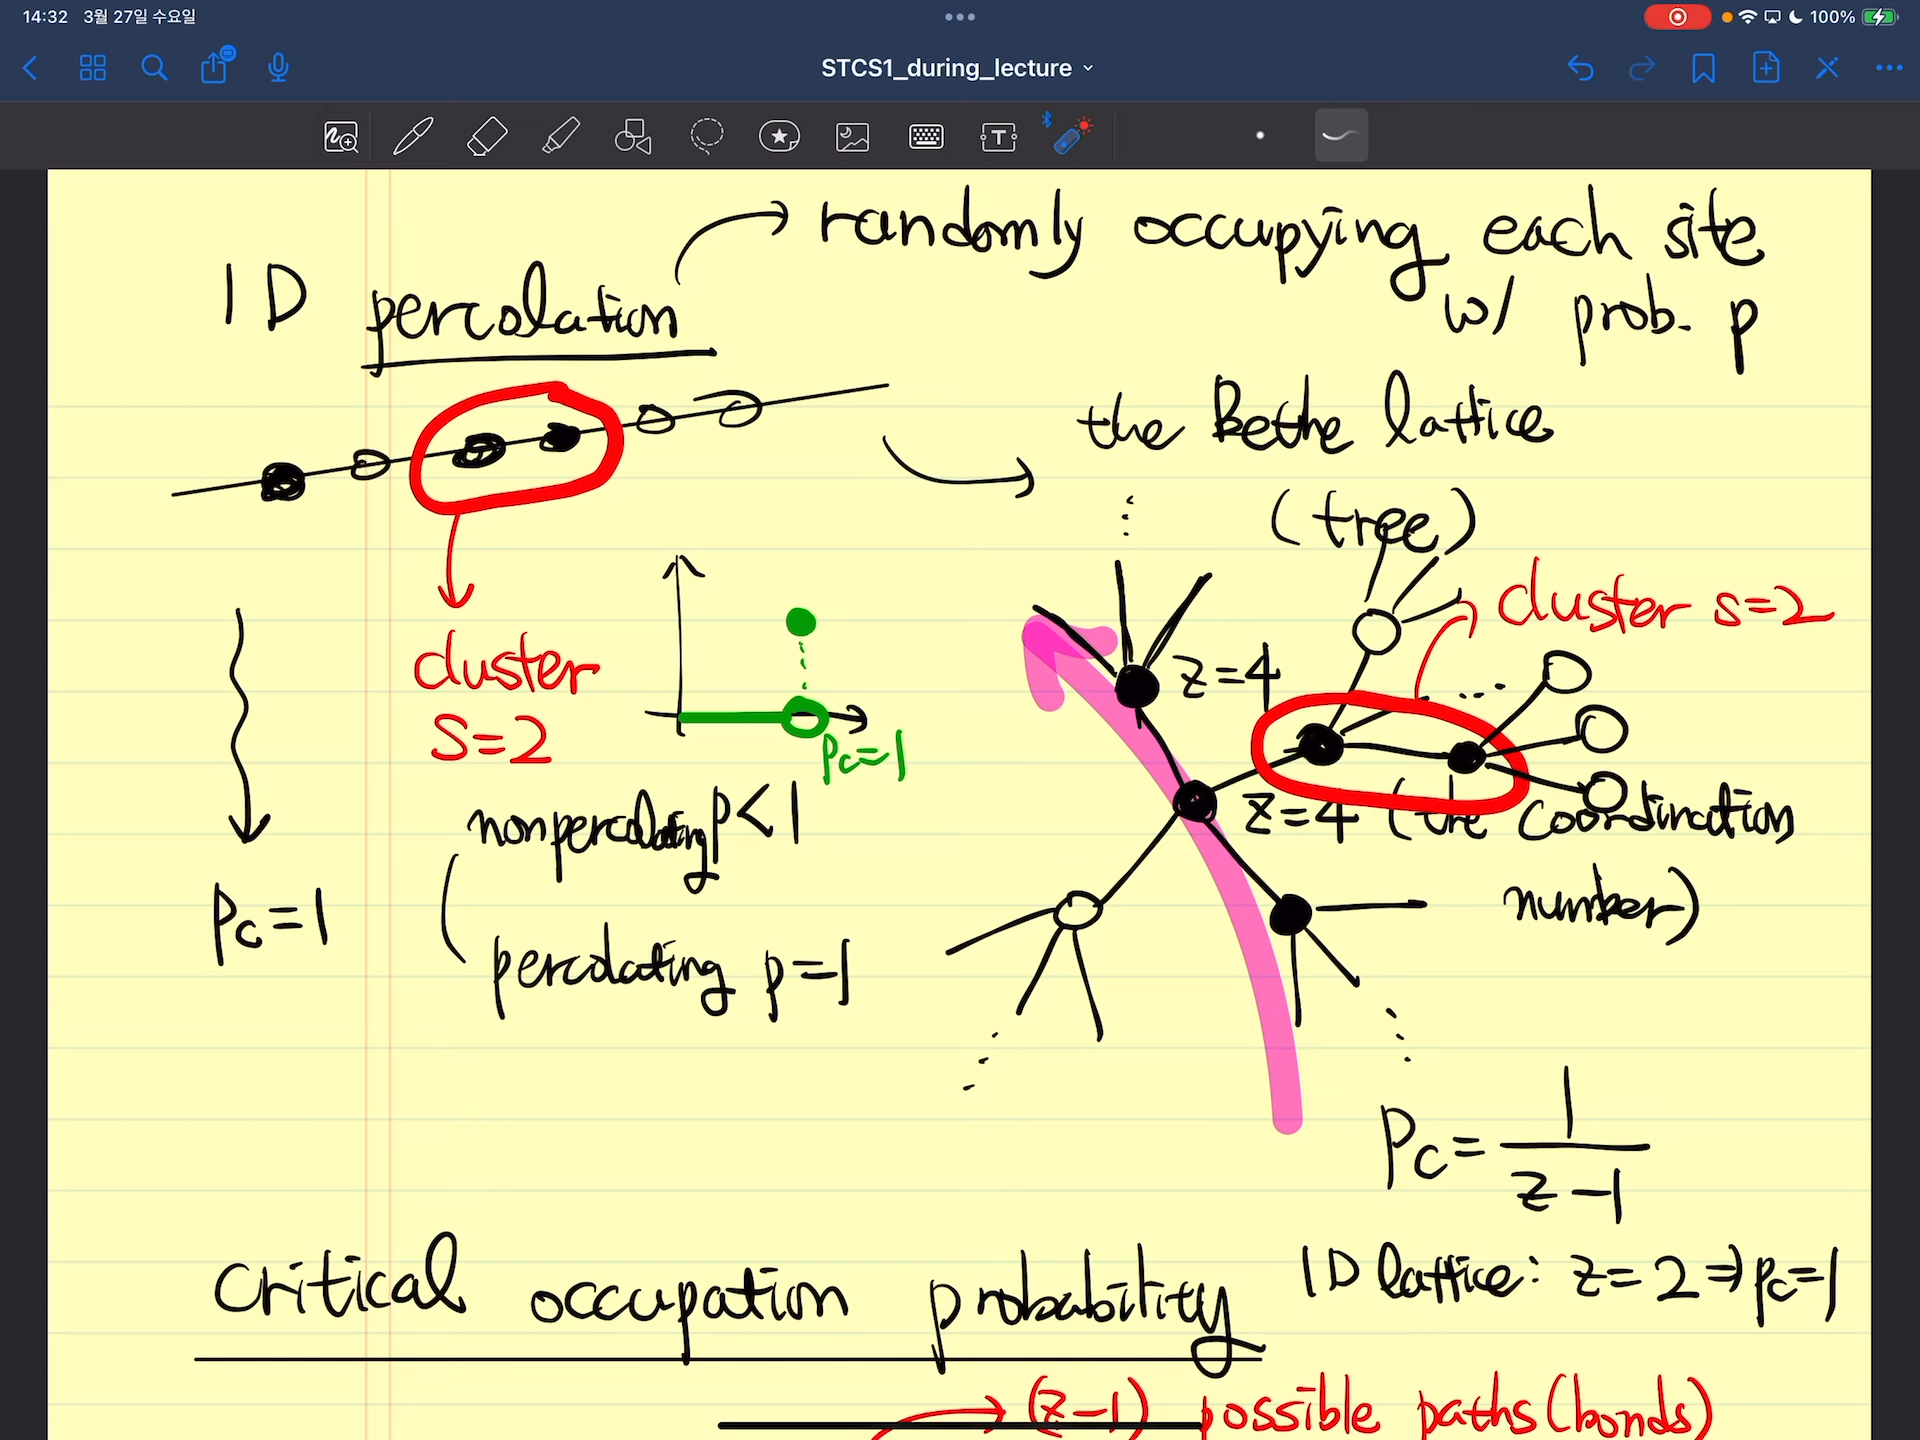 14:32 3월 27일 수요일
100%
STCS1_during_lecture
T
1D percolation
randomly occupying each site
w/ prob. p
the Bethe lattice
(tree)
cluster s=2
cluster
S=2
Pc=1
z=4
z=4 (the coordination
number)
nonpercolating p<1
percolating p=1
Pc=1
Pc= 1
z-1
1D lattice: z=2 ⇒ pc=1
critical occupation probability
(z-1) possible paths (bonds)